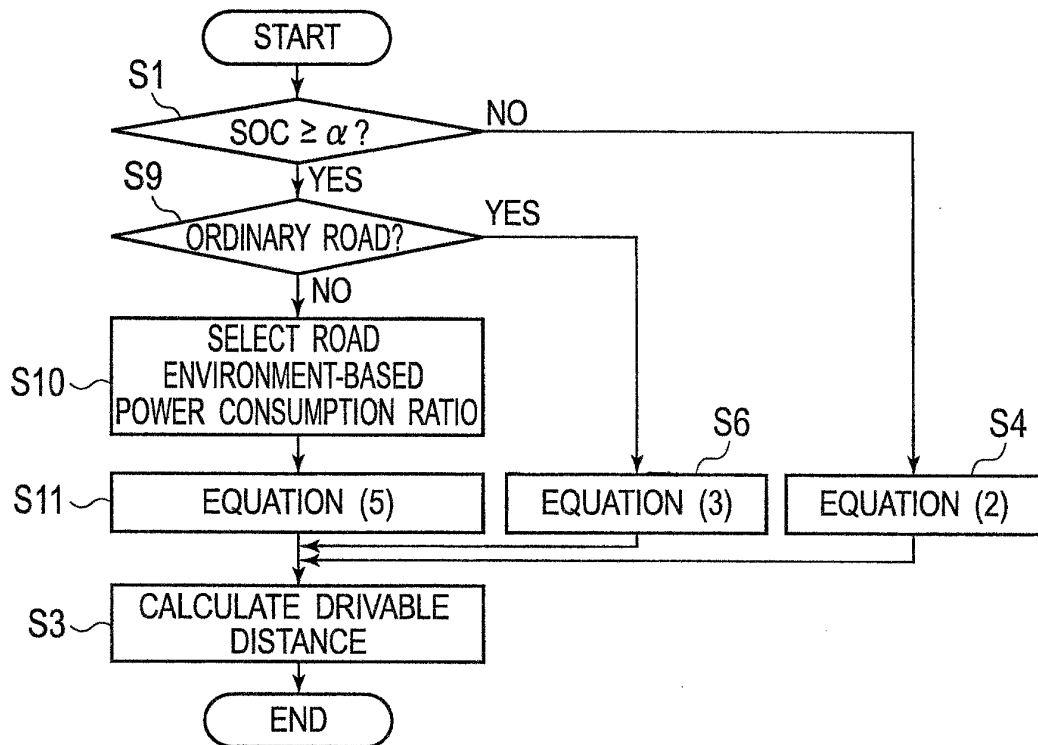 START
S1
SOC ≥ α ?
NO
YES
S9
ORDINARY ROAD?
YES
NO
S10
SELECT ROAD
ENVIRONMENT-BASED
POWER CONSUMPTION RATIO
S6
S4
S11
EQUATION (5)
EQUATION (3)
EQUATION (2)
S3
CALCULATE DRIVABLE
DISTANCE
END